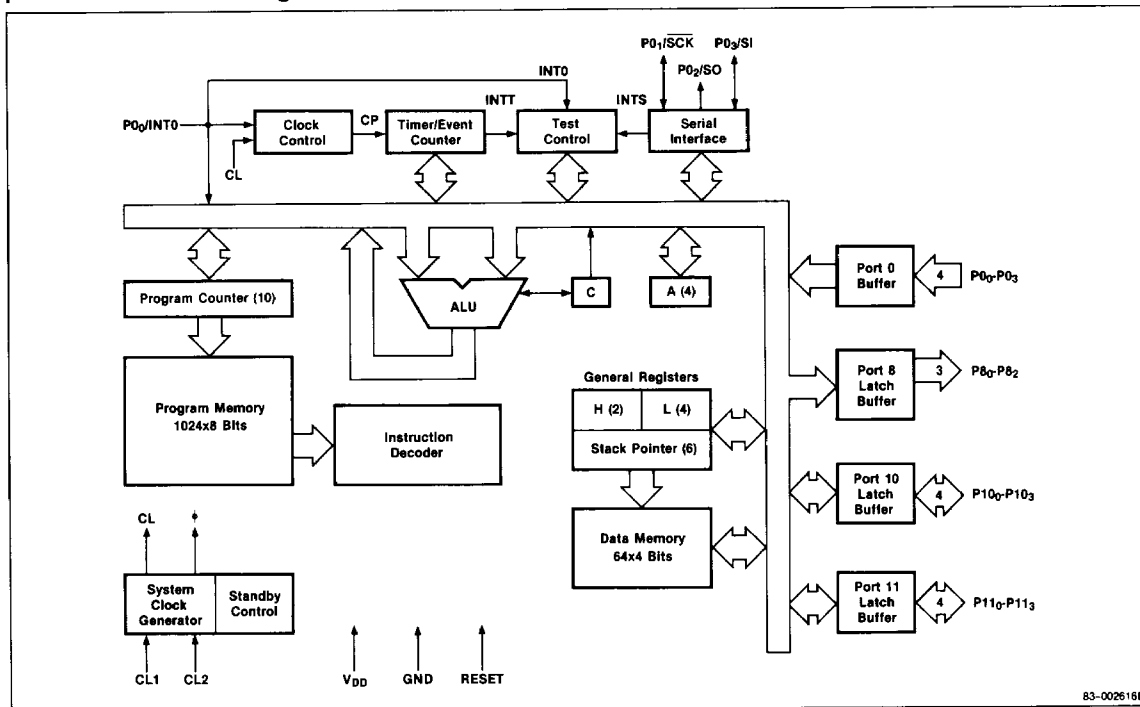 P0₁/S̅C̅K̅
P0₃/SI
P0₂/SO
INT0
INTT
INTS
P0₀/INT0
CP
Clock
Control
Timer/Event
Counter
Test
Control
Serial
Interface
CL
Program Counter (10)
ALU
C
A (4)
Port 0
Buffer
4
P0₀-P0₃
Program Memory
1024x8 Bits
Instruction
Decoder
General Registers
H (2)
L (4)
Stack Pointer (6)
Port 8
Latch
Buffer
3
P8₀-P8₂
Data Memory
64x4 Bits
Port 10
Latch
Buffer
4
P10₀-P10₃
CL
ϕ
System
Clock
Generator
Standby
Control
Port 11
Latch
Buffer
4
P11₀-P11₃
CL1
CL2
V_DD
GND
RESET